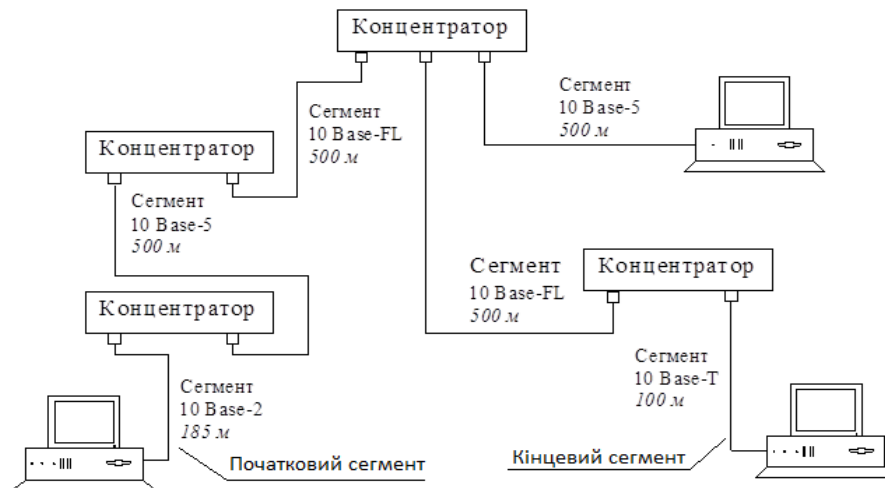 Концентратор
Сегмент
10 Base-FL
500 м
Сегмент
10 Base-5
500 м
Концентратор
Сегмент
10 Base-5
500 м
Сегмент
10 Base-FL
500 м
Концентратор
Концентратор
Сегмент
10 Base-2
185 м
Сегмент
10 Base-T
100 м
Початковий сегмент
Кінцевий сегмент